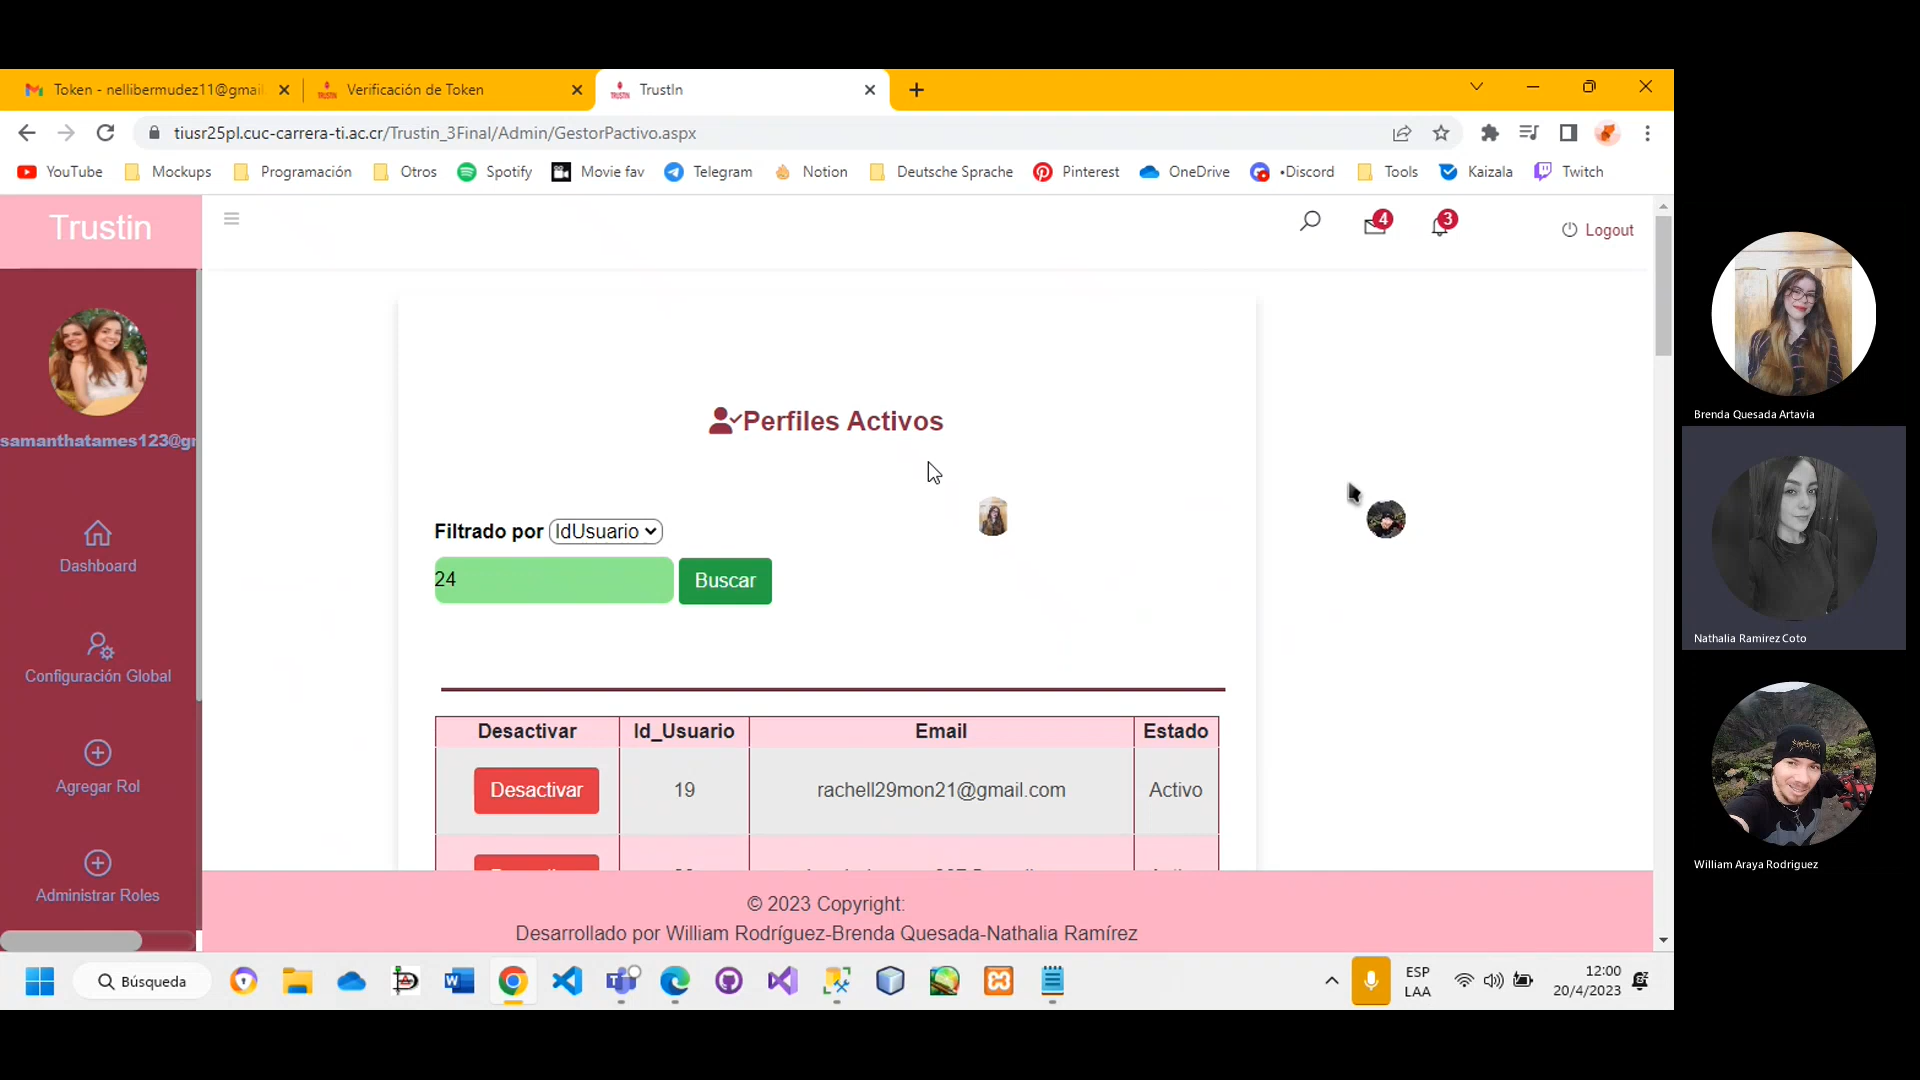 Token - nellibermudez11@gmai
Verificación de Token
TrustIn
tiusr25pl.cuc-carrera-ti.ac.cr/Trustin_3Final/Admin/GestorPactivo.aspx
YouTube
Mockups
Programación
Otros
Spotify
Movie fav
Telegram
Notion
Deutsche Sprache
Pinterest
OneDrive
•Discord
Tools
Kaizala
Twitch
Trustin
4
3
Logout
samanthatames123@g
Dashboard
Configuración Global
Agregar Rol
Administrar Roles
Perfiles Activos
Filtrado por IdUsuario
24 Buscar
Desactivar Id_Usuario Email Estado
Desactivar 19 rachell29mon21@gmail.com Activo
© 2023 Copyright:
Desarrollado por William Rodríguez-Brenda Quesada-Nathalia Ramírez
Brenda Quesada Artavia
Nathalia Ramirez Coto
William Araya Rodriguez
Búsqueda
ESP
LAA
12:00
20/4/2023